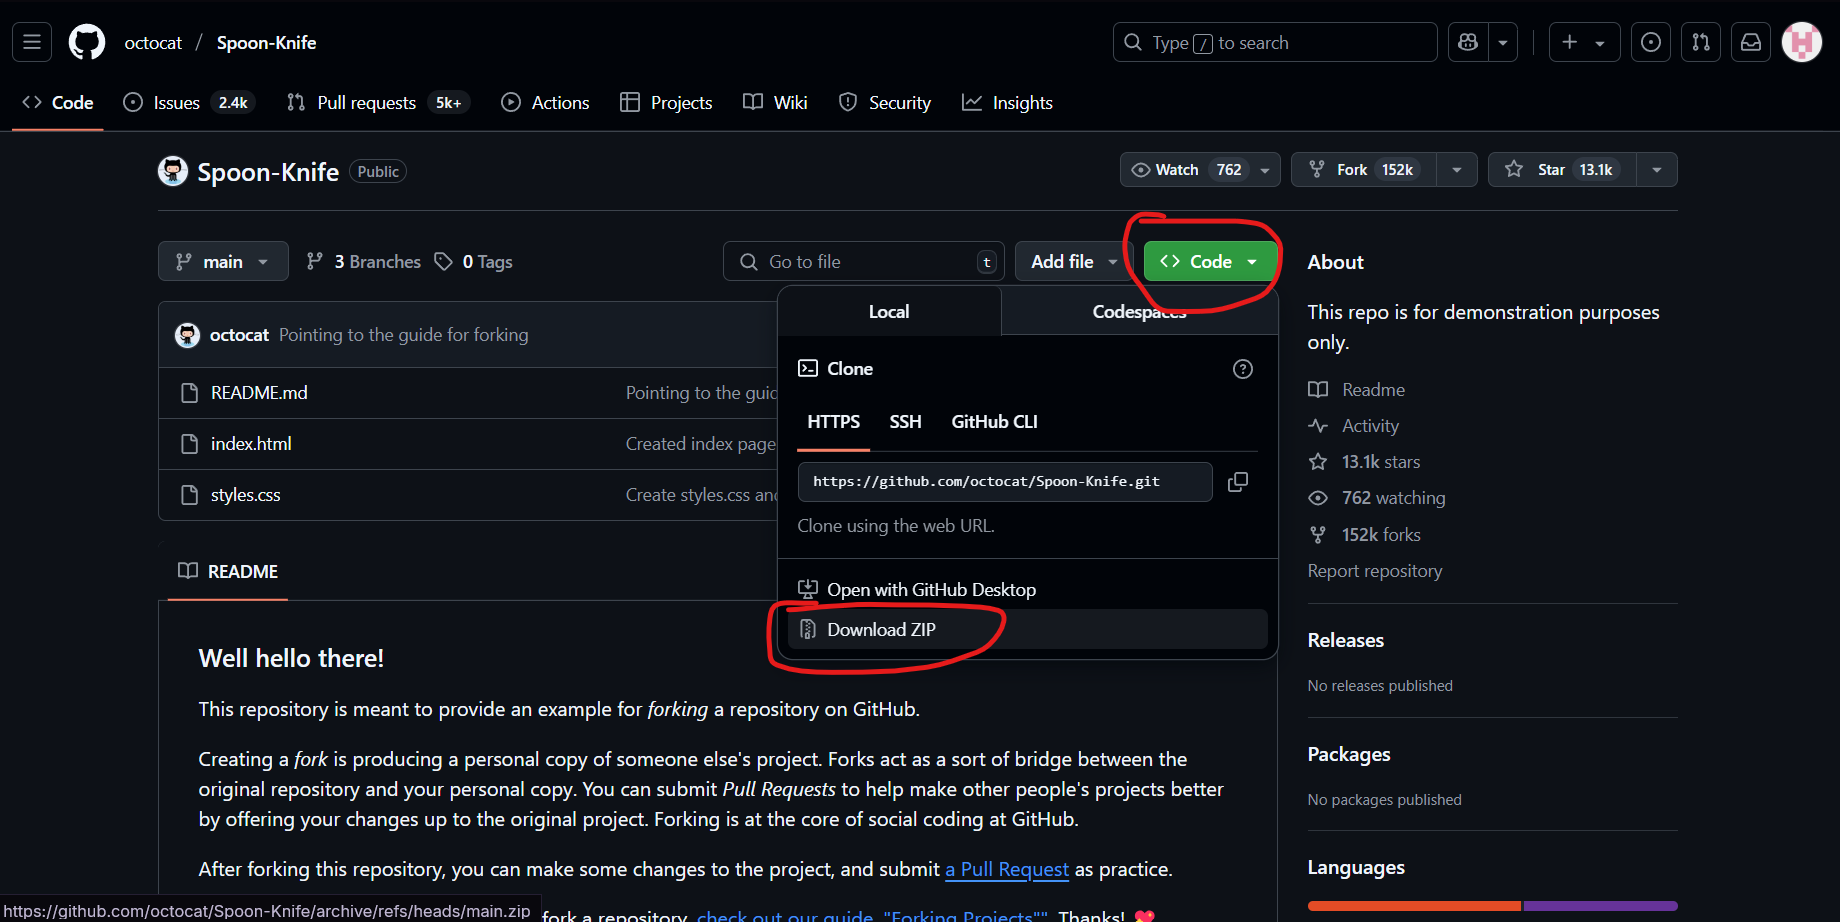 octocat / Spoon-Knife
Type / to search
Code
Issues 2.4k
Pull requests 5k+
Actions
Projects
Wiki
Security
Insights
Spoon-Knife Public
Watch 762
Fork 152k
Star 13.1k
main
3 Branches
0 Tags
Go to file t
Add file
Code
Local
Codespaces
octocat Pointing to the guide for forking
README.md Pointing to the guid
index.html Created index page
styles.css Create styles.css and
Clone
HTTPS SSH GitHub CLI
https://github.com/octocat/Spoon-Knife.git
Clone using the web URL.
Open with GitHub Desktop
Download ZIP
README
Well hello there!
This repository is meant to provide an example for forking a repository on GitHub.
Creating a fork is producing a personal copy of someone else's project. Forks act as a sort of bridge between the
original repository and your personal copy. You can submit Pull Requests to help make other people's projects better
by offering your changes up to the original project. Forking is at the core of social coding at GitHub.
After forking this repository, you can make some changes to the project, and submit a Pull Request as practice.
fork a repository, check out our guide, "Forking Projects"". Thanks! 💖
https://github.com/octocat/Spoon-Knife/archive/refs/heads/main.zip
About
This repo is for demonstration purposes
only.
Readme
Activity
13.1k stars
762 watching
152k forks
Report repository
Releases
No releases published
Packages
No packages published
Languages